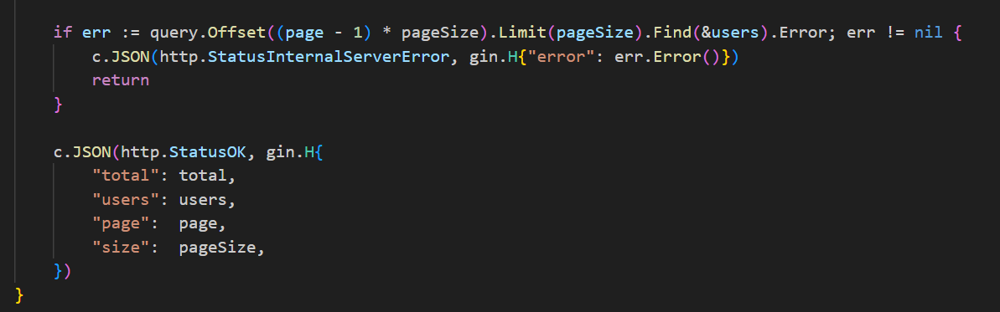 if err := query.Offset((page - 1) * pageSize).Limit(pageSize).Find(&users).Error; err != nil {
c.JSON(http.StatusInternalServerError, gin.H{"error": err.Error()})
return
}
c.JSON(http.StatusOK, gin.H{
"total": total,
"users": users,
"page":  page,
"size":  pageSize,
})
}